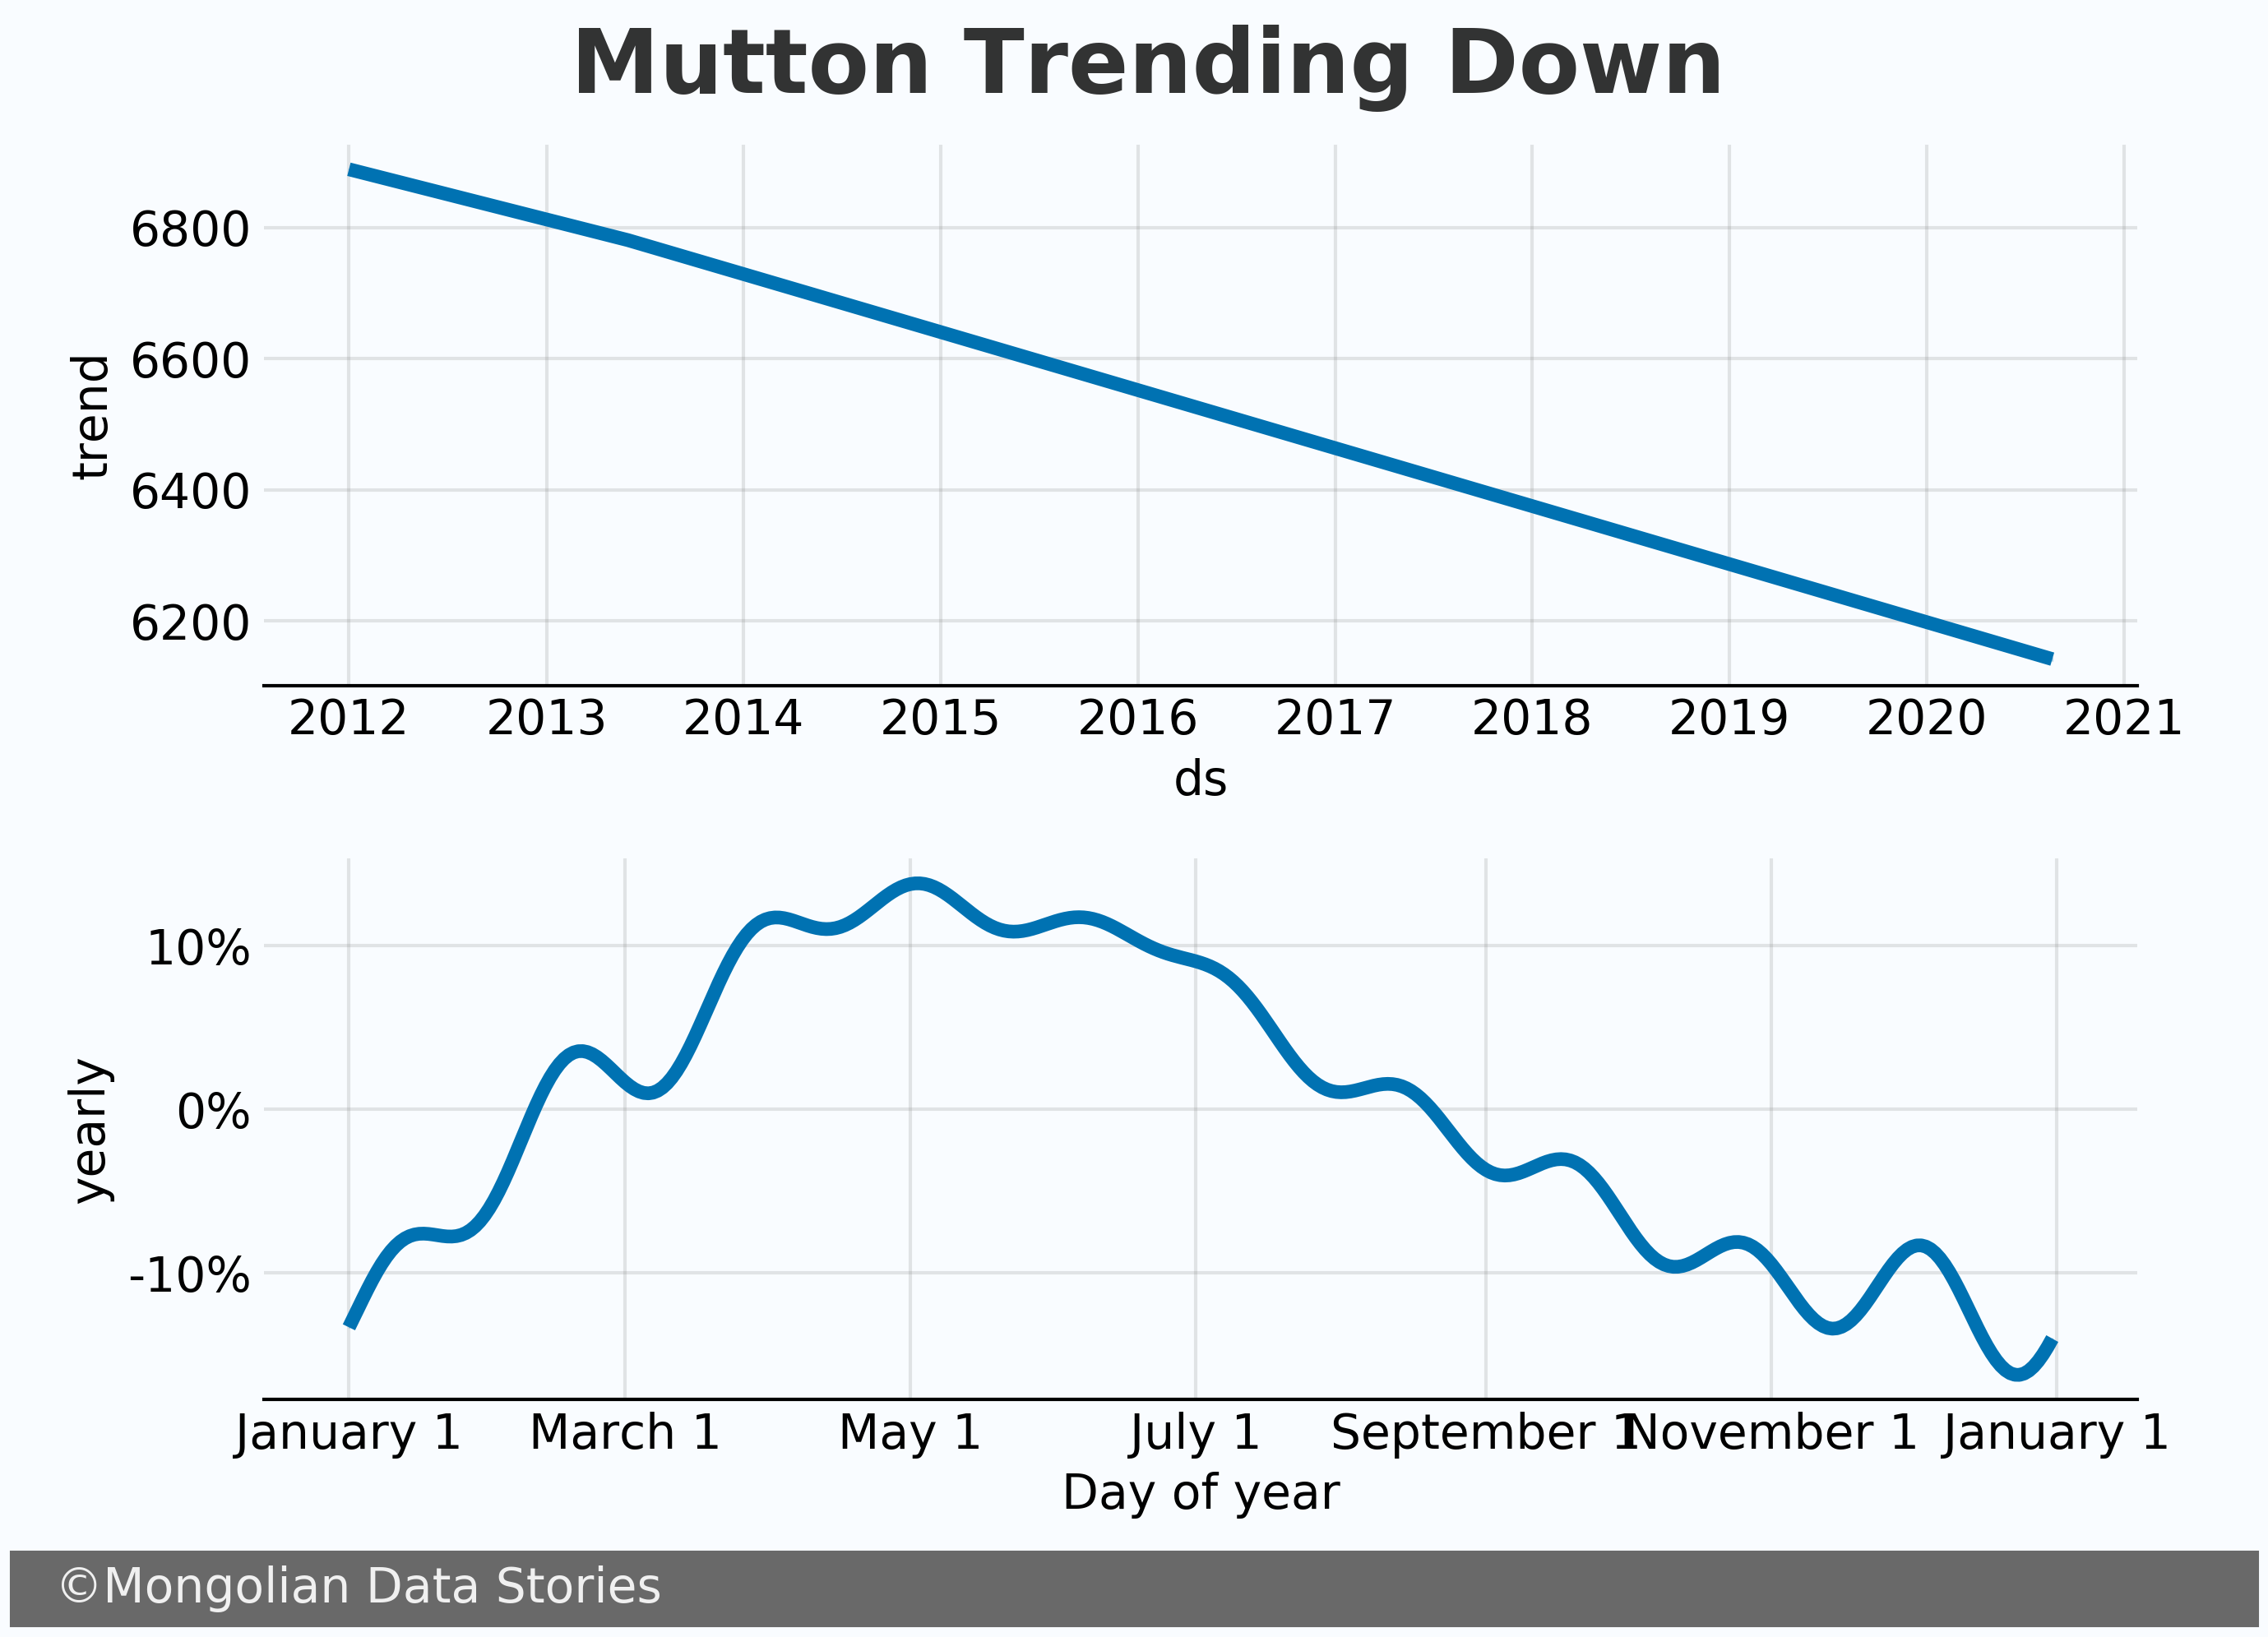 Mutton Trending Down
trend
6800
6600
6400
6200
2012 2013 2014 2015 2016 2017 2018 2019 2020 2021
ds
yearly
10%
0%
-10%
January 1 March 1 May 1 July 1 September 1 November 1 January 1
Day of year
©Mongolian Data Stories